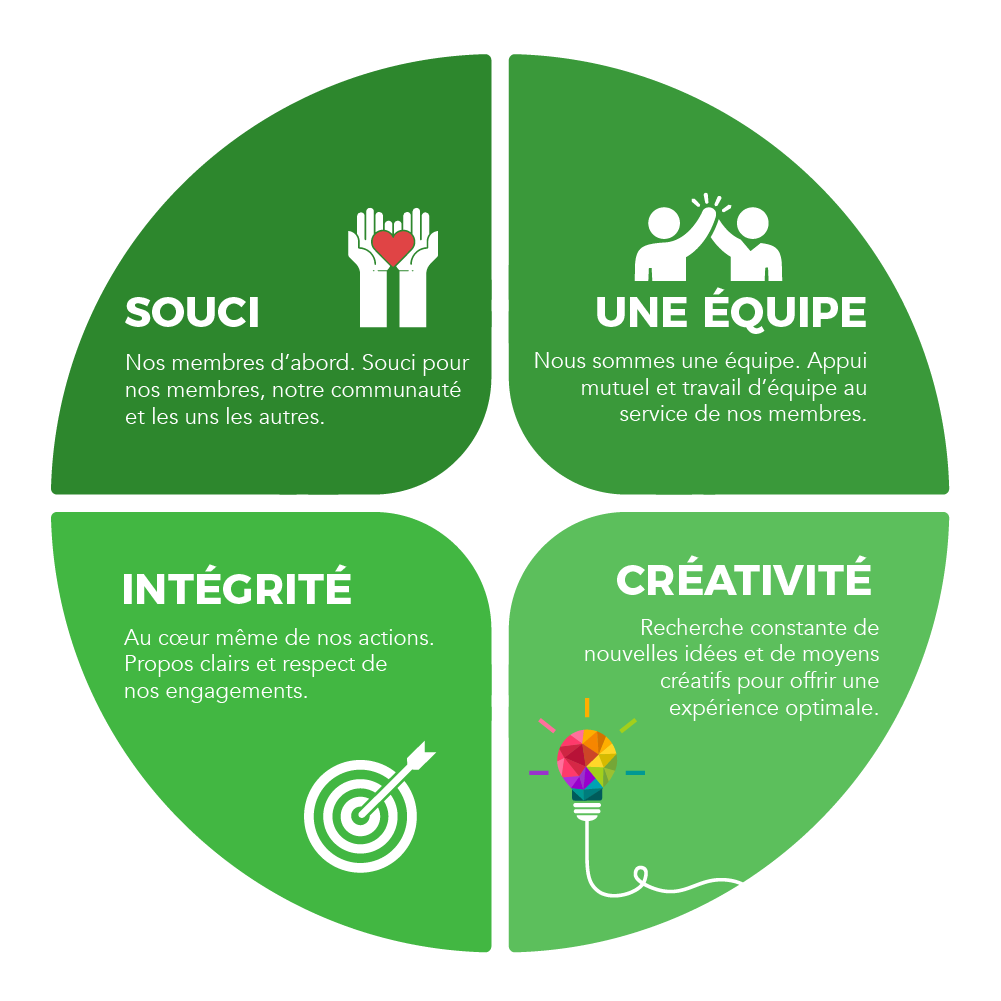 SOUCI
Nos membres d’abord. Souci pour
nos membres, notre communauté
et les uns les autres.
UNE ÉQUIPE
Nous sommes une équipe. Appui
mutuel et travail d’équipe au
service de nos membres.
INTÉGRITÉ
Au cœur même de nos actions.
Propos clairs et respect de
nos engagements.
CRÉATIVITÉ
Recherche constante de
nouvelles idées et de moyens
créatifs pour offrir une
expérience optimale.